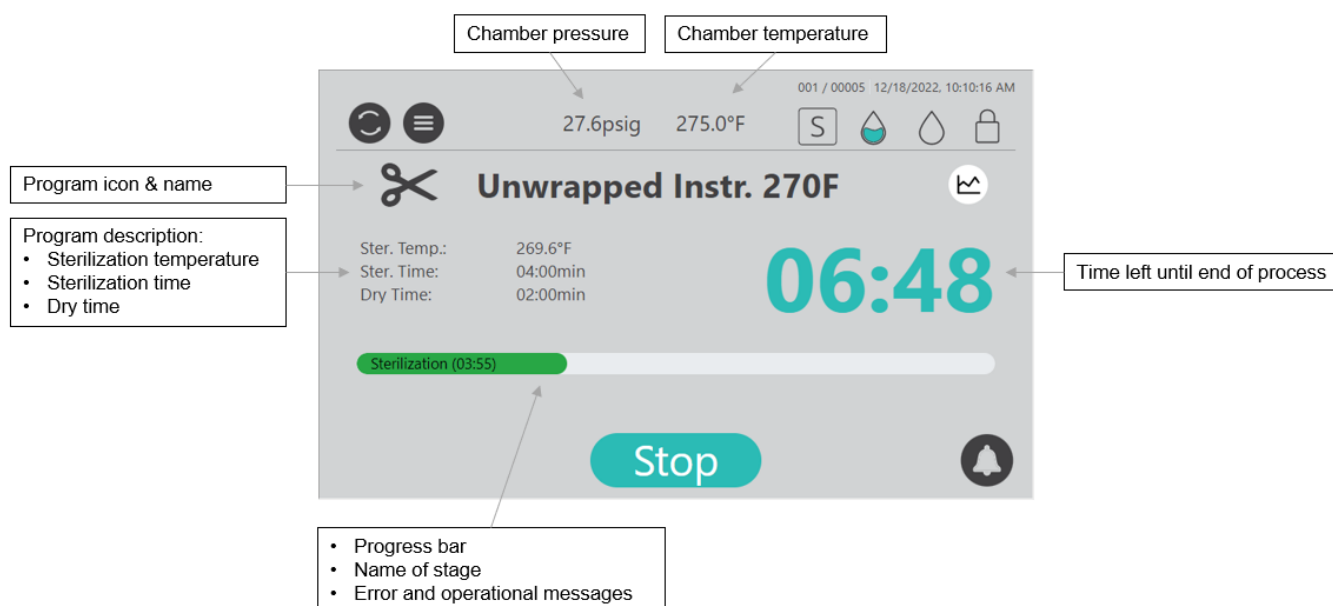 Chamber pressure
Chamber temperature
001 / 00005 12/18/2022, 10:10:16 AM
27.6psig 275.0°F S
Program icon & name
Unwrapped Instr. 270F
Program description:
• Sterilization temperature
• Sterilization time
• Dry time
Ster. Temp.: 269.6°F
Ster. Time: 04:00min
Dry Time: 02:00min
06:48
Time left until end of process
Sterilization (03:55)
Stop
• Progress bar
• Name of stage
• Error and operational messages